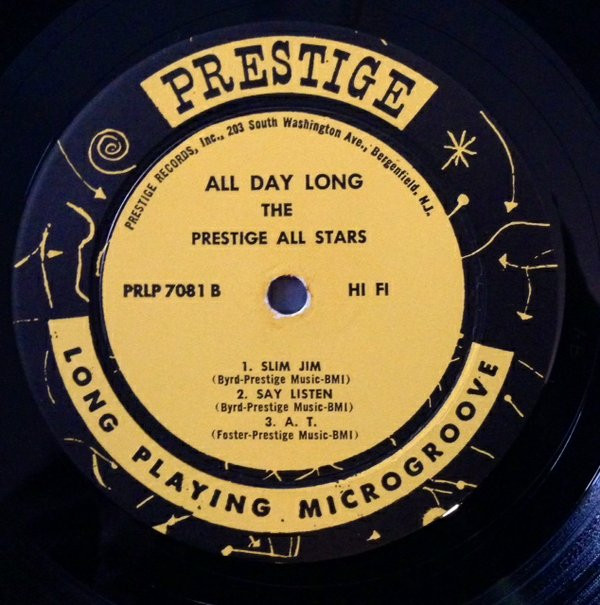 PRESTIGE
PRESTIGE RECORDS, Inc., 203 South Washington Ave., Bergenfield, N.J.
ALL DAY LONG
THE
PRESTIGE ALL STARS
PRLP 7081 B HI FI
1. SLIM JIM
(Byrd-Prestige Music-BMI)
2. SAY LISTEN
(Byrd-Prestige Music-BMI)
3. A. T.
(Foster-Prestige Music-BMI)
LONG PLAYING MICROGROOVE